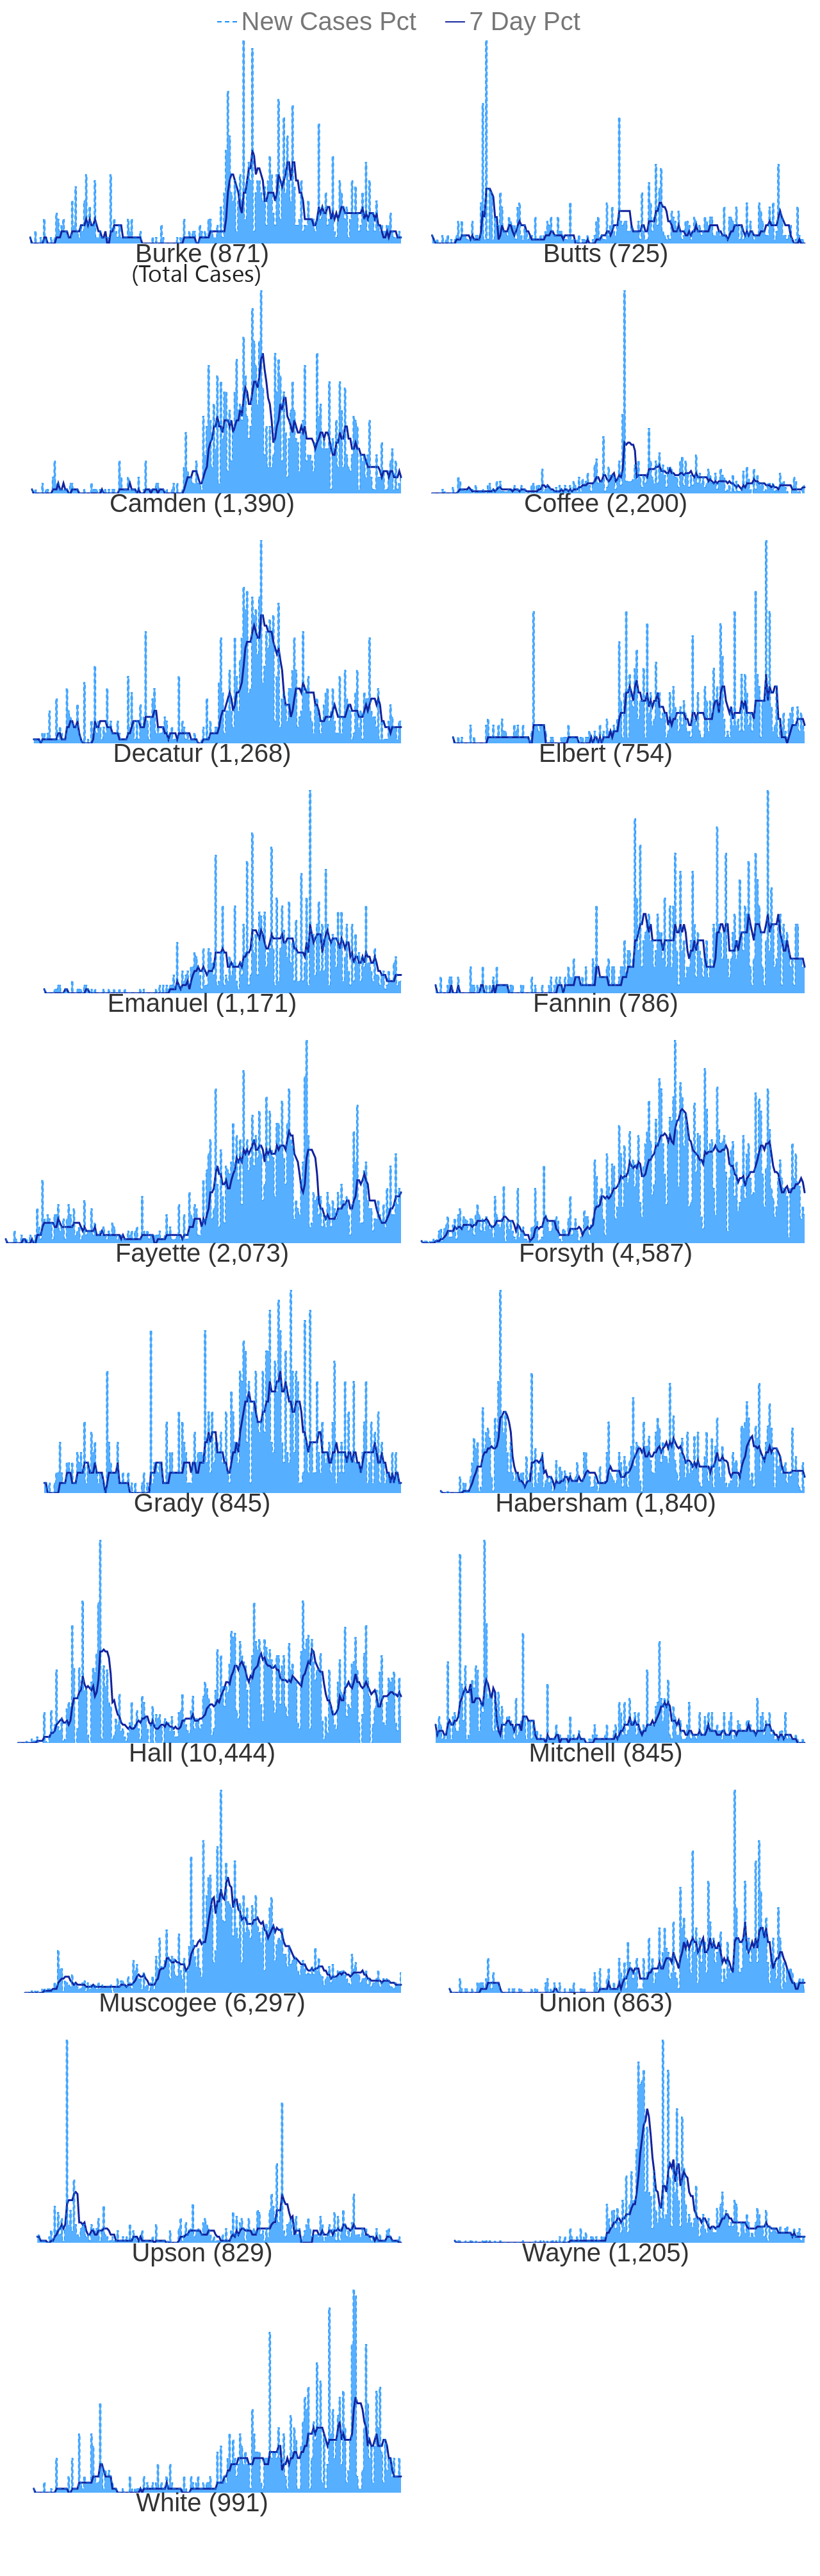 New Cases Pct 7 Day Pct
Burke (871) Butts (725)
(Total Cases)
Camden (1,390) Coffee (2,200)
Decatur (1,268) Elbert (754)
Emanuel (1,171) Fannin (786)
Fayette (2,073) Forsyth (4,587)
Grady (845) Habersham (1,840)
Hall (10,444) Mitchell (845)
Muscogee (6,297) Union (863)
Upson (829) Wayne (1,205)
White (991)